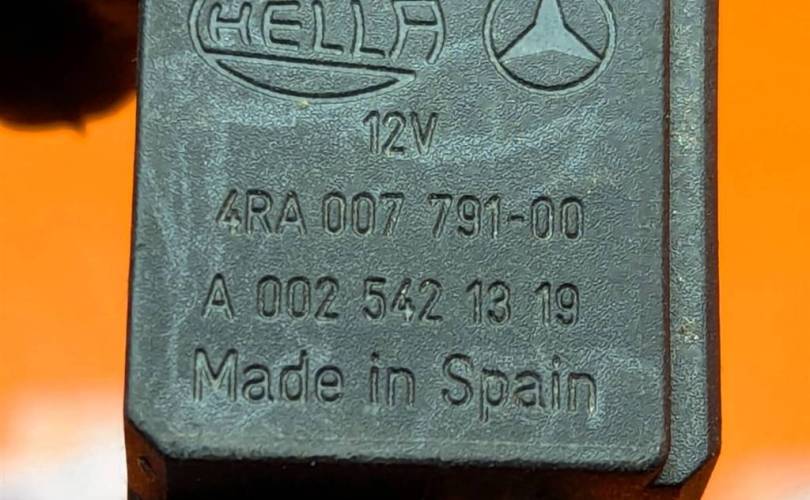 HELLA
12V
4RA 007 791-00
A 002 542 13 19
Made in Spain